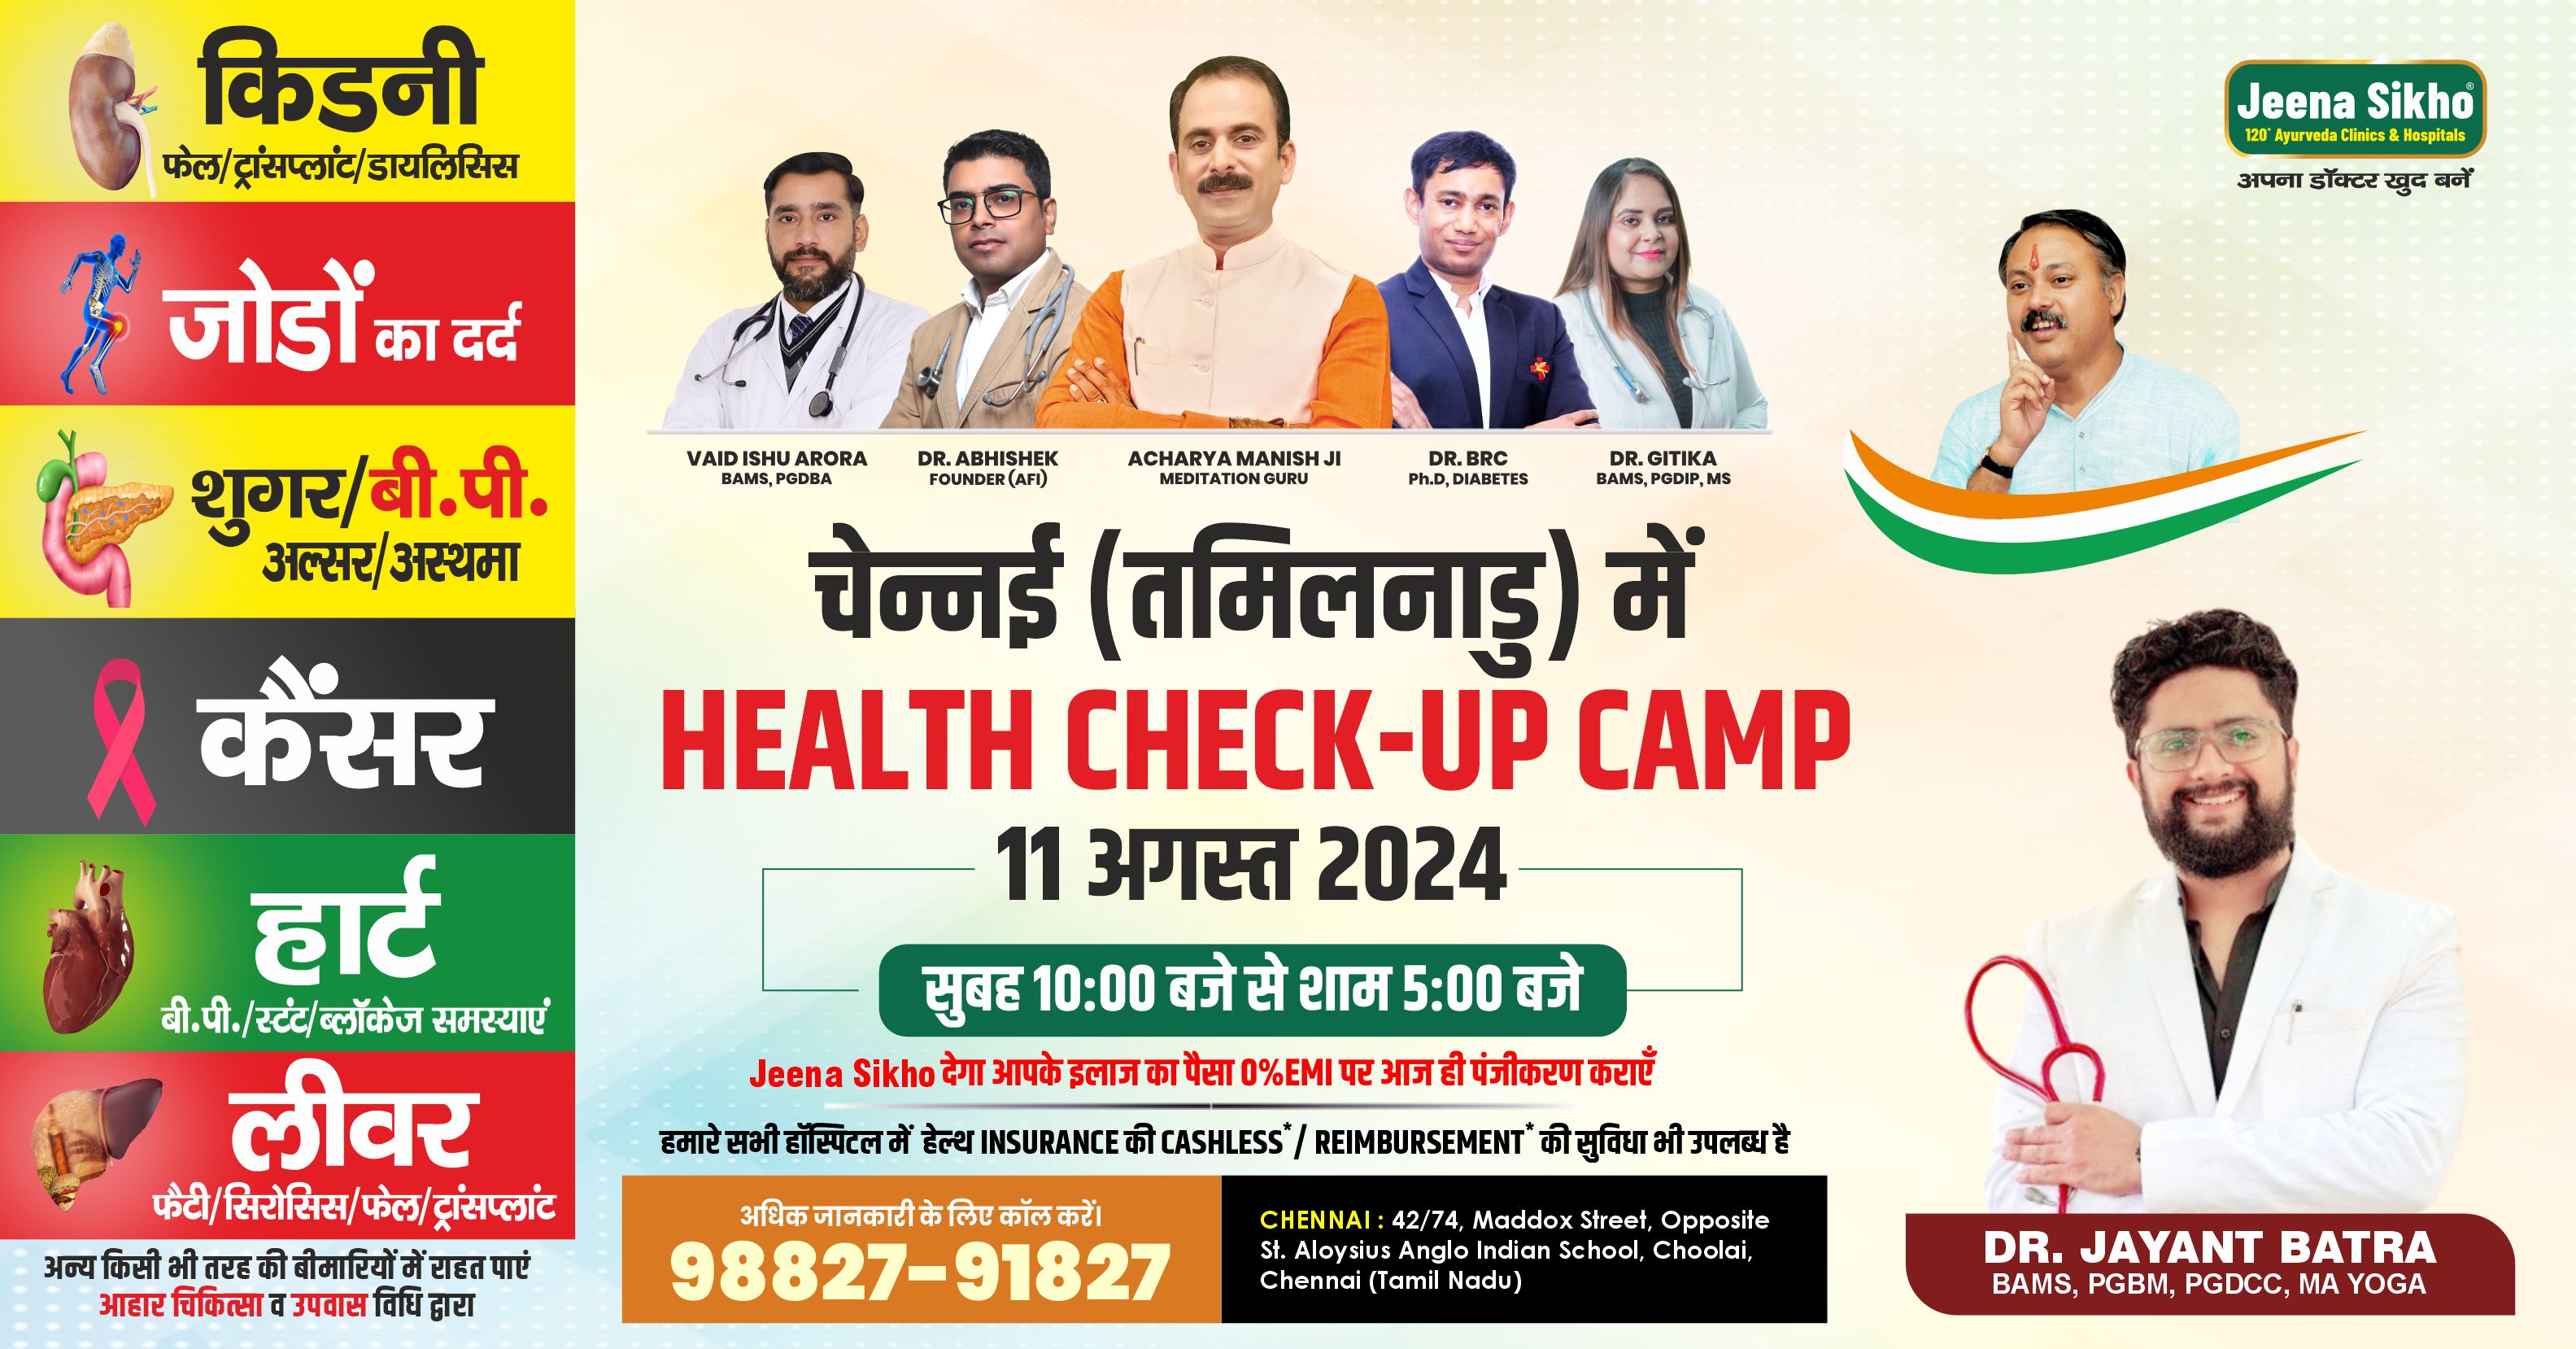 किडनी
फेल/ट्रांसप्लांट/डायलिसिस
जोडों का दर्द
शुगर/बी.पी.
अल्सर/अस्थमा
कैंसर
हार्ट
बी.पी./स्टंट/ब्लॉकेज समस्याएं
लीवर
फैटी/सिरोसिस/फेल/ट्रांसप्लांट
अन्य किसी भी तरह की बीमारियों में राहत पाएं
आहार चिकित्सा व उपवास विधि द्वारा
VAID ISHU ARORA
BAMS, PGDBA
DR. ABHISHEK
FOUNDER (AFI)
ACHARYA MANISH JI
MEDITATION GURU
DR. BRC
Ph.D, DIABETES
DR. GITIKA
BAMS, PGDIP, MS
चेन्नई (तमिलनाडु) में
HEALTH CHECK-UP CAMP
11 अगस्त 2024
सुबह 10:00 बजे से शाम 5:00 बजे
Jeena Sikho देगा आपके इलाज का पैसा 0%EMI पर आज ही पंजीकरण कराएँ
हमारे सभी हॉस्पिटल में हेल्थ INSURANCE की CASHLESS*/ REIMBURSEMENT* की सुविधा भी उपलब्ध है
अधिक जानकारी के लिए कॉल करें।
98827-91827
CHENNAI : 42/74, Maddox Street, Opposite
St. Aloysius Anglo Indian School, Choolai,
Chennai (Tamil Nadu)
Jeena Sikho®
120+ Ayurveda Clinics & Hospitals
अपना डॉक्टर खुद बनें
DR. JAYANT BATRA
BAMS, PGBM, PGDCC, MA YOGA